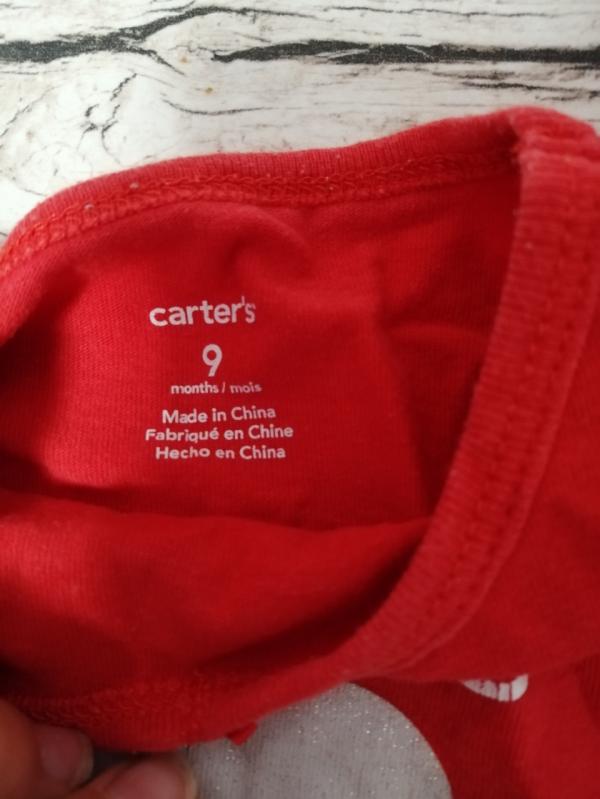 carter's
9
months / mois
Made in China
Fabriqué en Chine
Hecho en China